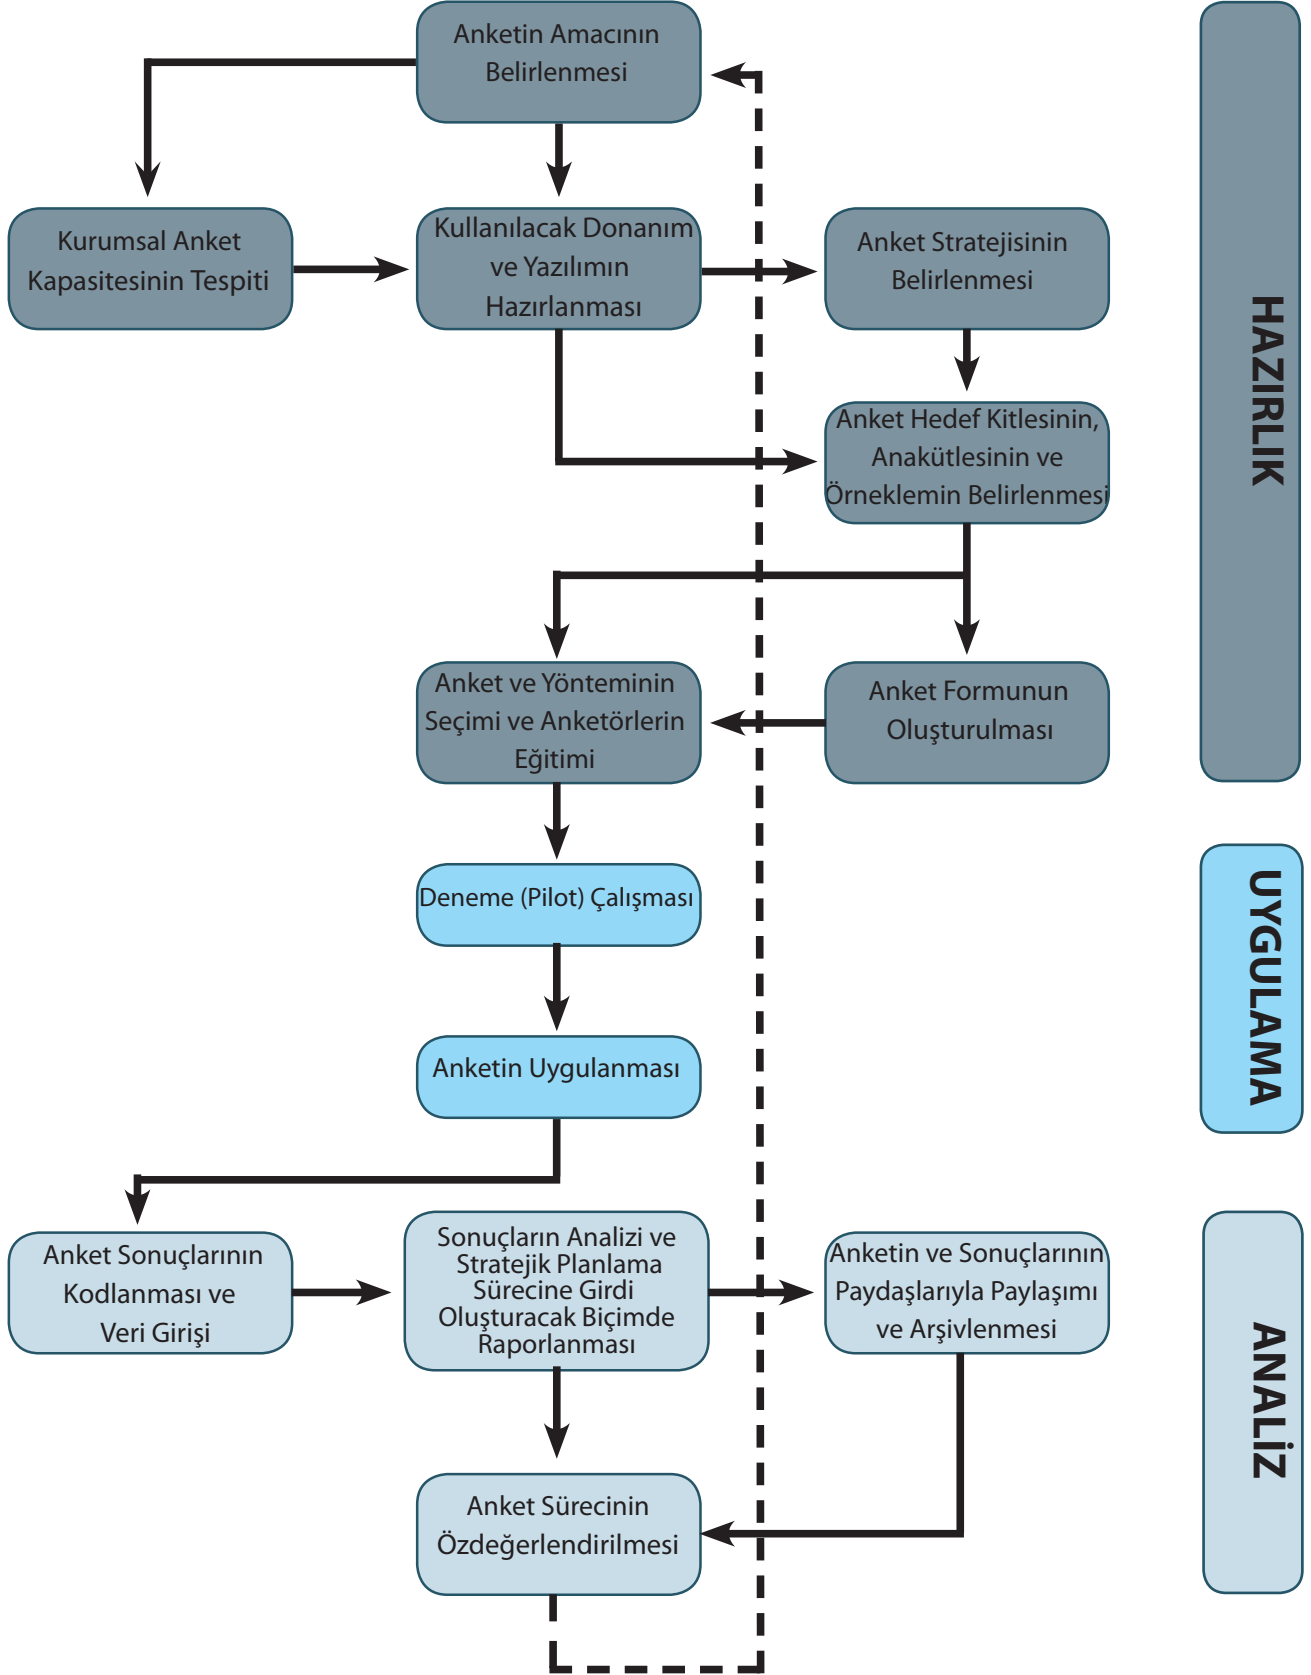 Anketin Amacının
Belirlenmesi
Kurumsal Anket
Kapasitesinin Tespiti
Kullanılacak Donanım
ve Yazılımın
Hazırlanması
Anket Stratejisinin
Belirlenmesi
Anket Hedef Kitlesinin,
Anakütlesinin ve
Örneklemin Belirlenmesi
Anket ve Yönteminin
Seçimi ve Anketörlerin
Eğitimi
Anket Formunun
Oluşturulması
HAZIRLIK
Deneme (Pilot) Çalışması
Anketin Uygulanması
UYGULAMA
Anket Sonuçlarının
Kodlanması ve
Veri Girişi
Sonuçların Analizi ve
Stratejik Planlama
Sürecine Girdi
Oluşturacak Biçimde
Raporlanması
Anketin ve Sonuçlarının
Paydaşlarıyla Paylaşımı
ve Arşivlenmesi
Anket Sürecinin
Özdeğerlendirilmesi
ANALİZ